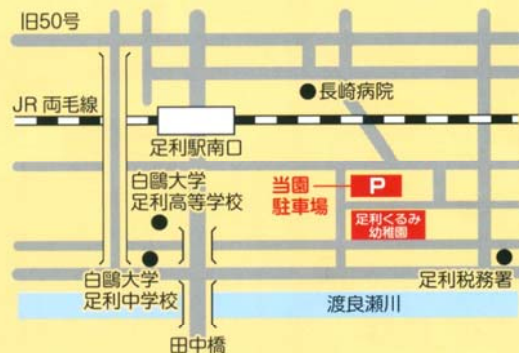 旧50号
長崎病院
JR 両毛線
足利駅南口
白鷗大学
足利高等学校
当園
駐車場
P
足利くるみ
幼稚園
白鷗大学
足利中学校
足利税務署
渡良瀬川
田中橋